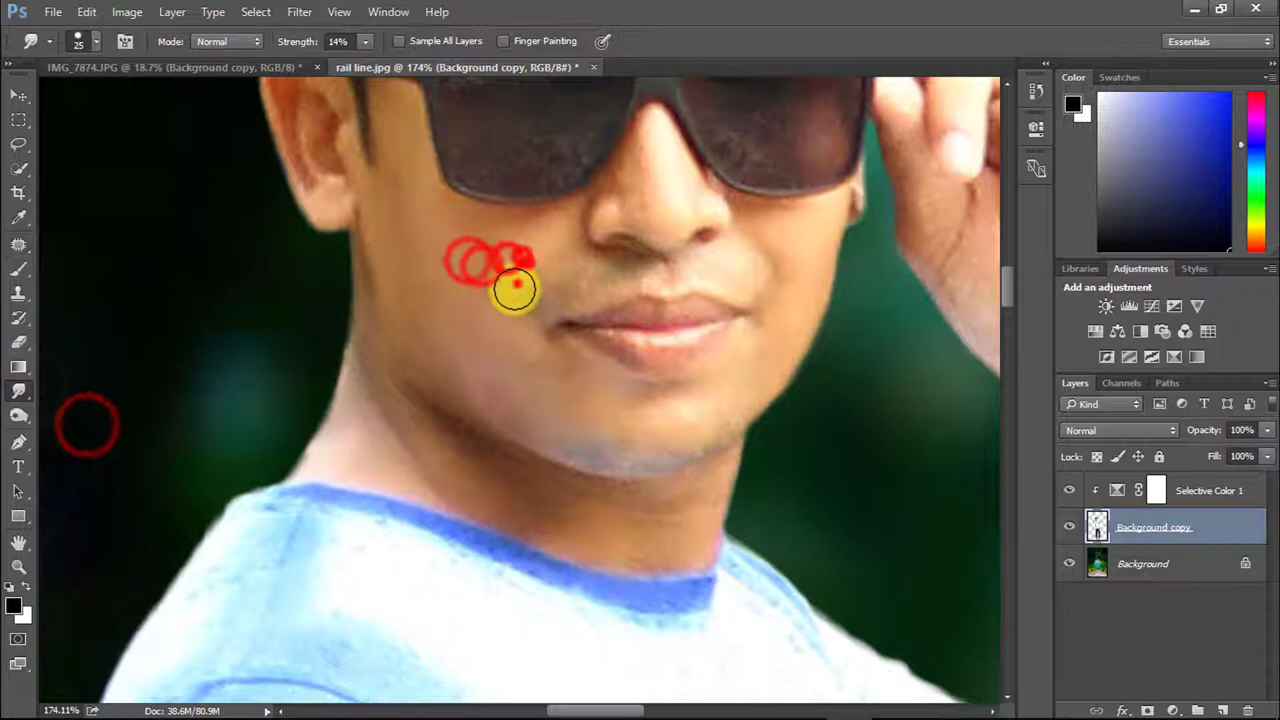 Ps File Edit Image Layer Type Select Filter View Window Help
25 Mode: Normal Strength: 14% Sample All Layers Finger Painting Essentials
IMG_7874.JPG @ 18.7% (Background copy, RGB/8) * × rail line.jpg @ 174% (Background copy, RGB/8#) * ×
Color Swatches
Libraries Adjustments Styles
Add an adjustment
Layers Channels Paths
Kind
Normal Opacity: 100%
Lock: Fill: 100%
Selective Color 1
Background copy
Background
174.11% Doc: 38.6M/80.9M